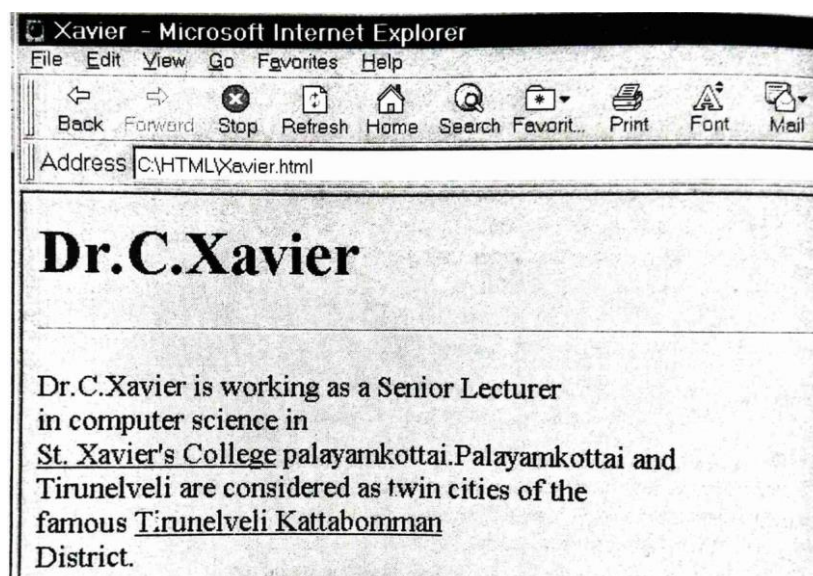 Xavier - Microsoft Internet Explorer
File Edit View Go Favorites Help
Back Forward Stop Refresh Home Search Favorit... Print Font Mail
Address C:\HTML\Xavier.html
Dr.C.Xavier
Dr.C.Xavier is working as a Senior Lecturer
in computer science in
St. Xavier's College palayamkottai.Palayamkottai and
Tirunelveli are considered as twin cities of the
famous Tirunelveli Kattabomman
District.